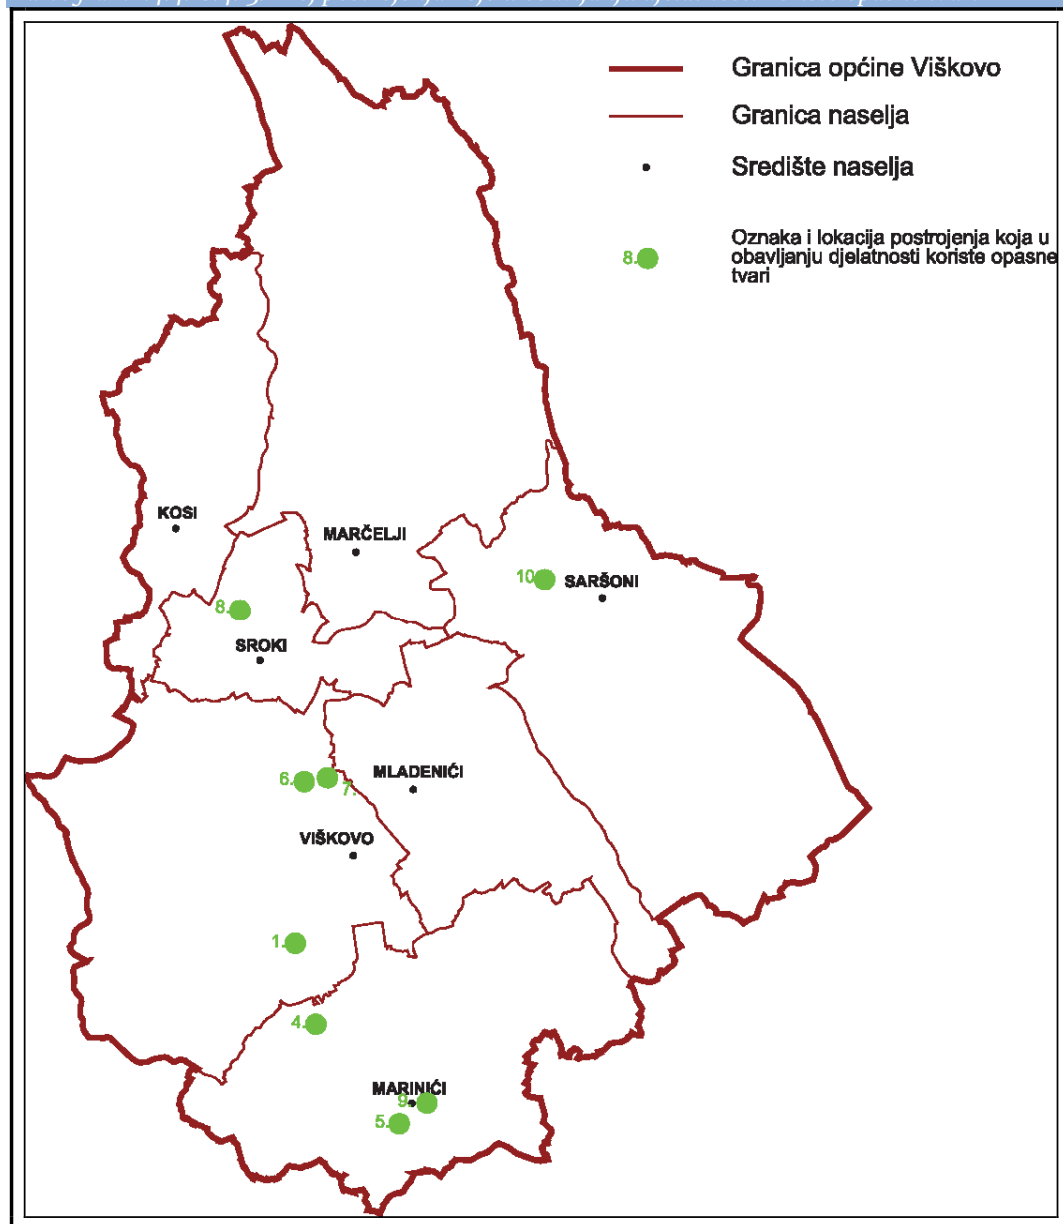 Granica općine Viškovo
Granica naselja
Središte naselja
8.
Oznaka i lokacija postrojenja koja u
obavljanju djelatnosti koriste opasne
tvari
KOSI
MARČELJI
10.
SARŠONI
8.
SROKI
6.
7.
MLADENIĆI
VIŠKOVO
1.
4.
MARINIĆI
9.
5.